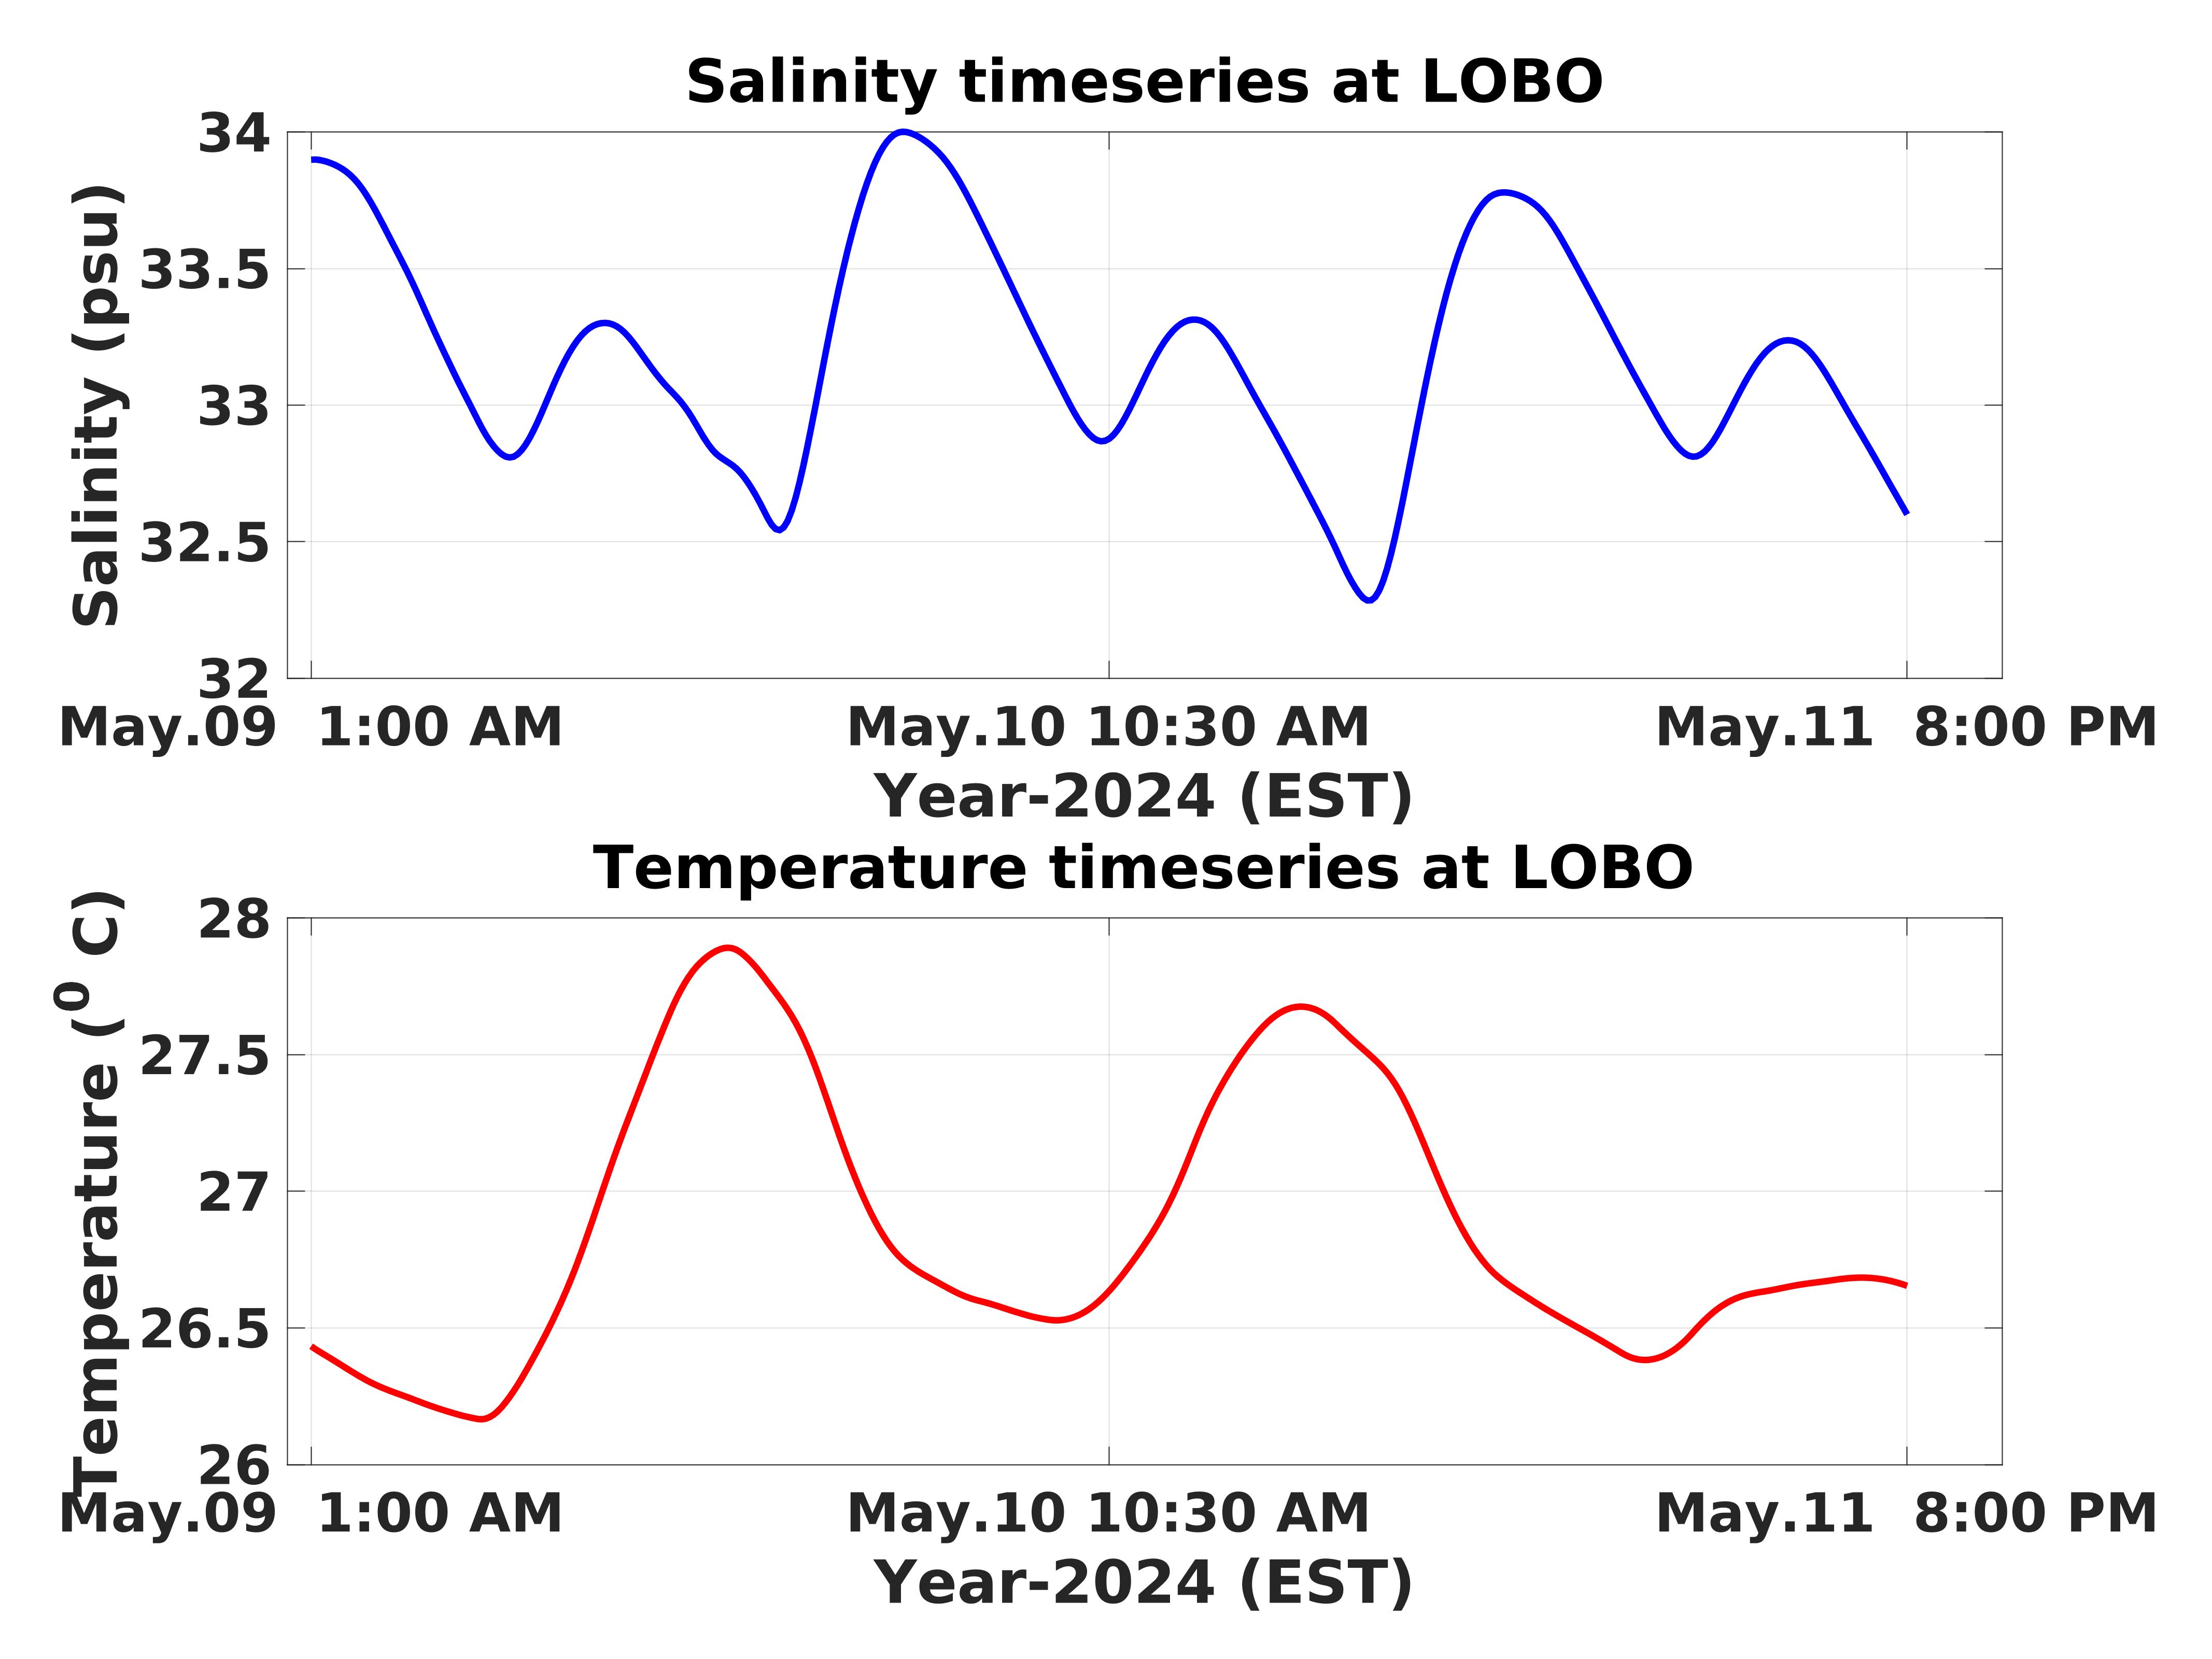 Salinity timeseries at LOBO
Salinity (psu)
34
33.5
33
32.5
32
May.09 1:00 AM May.10 10:30 AM May.11 8:00 PM
Year-2024 (EST)
Temperature timeseries at LOBO
Temperature (⁰ C)
28
27.5
27
26.5
26
May.09 1:00 AM May.10 10:30 AM May.11 8:00 PM
Year-2024 (EST)